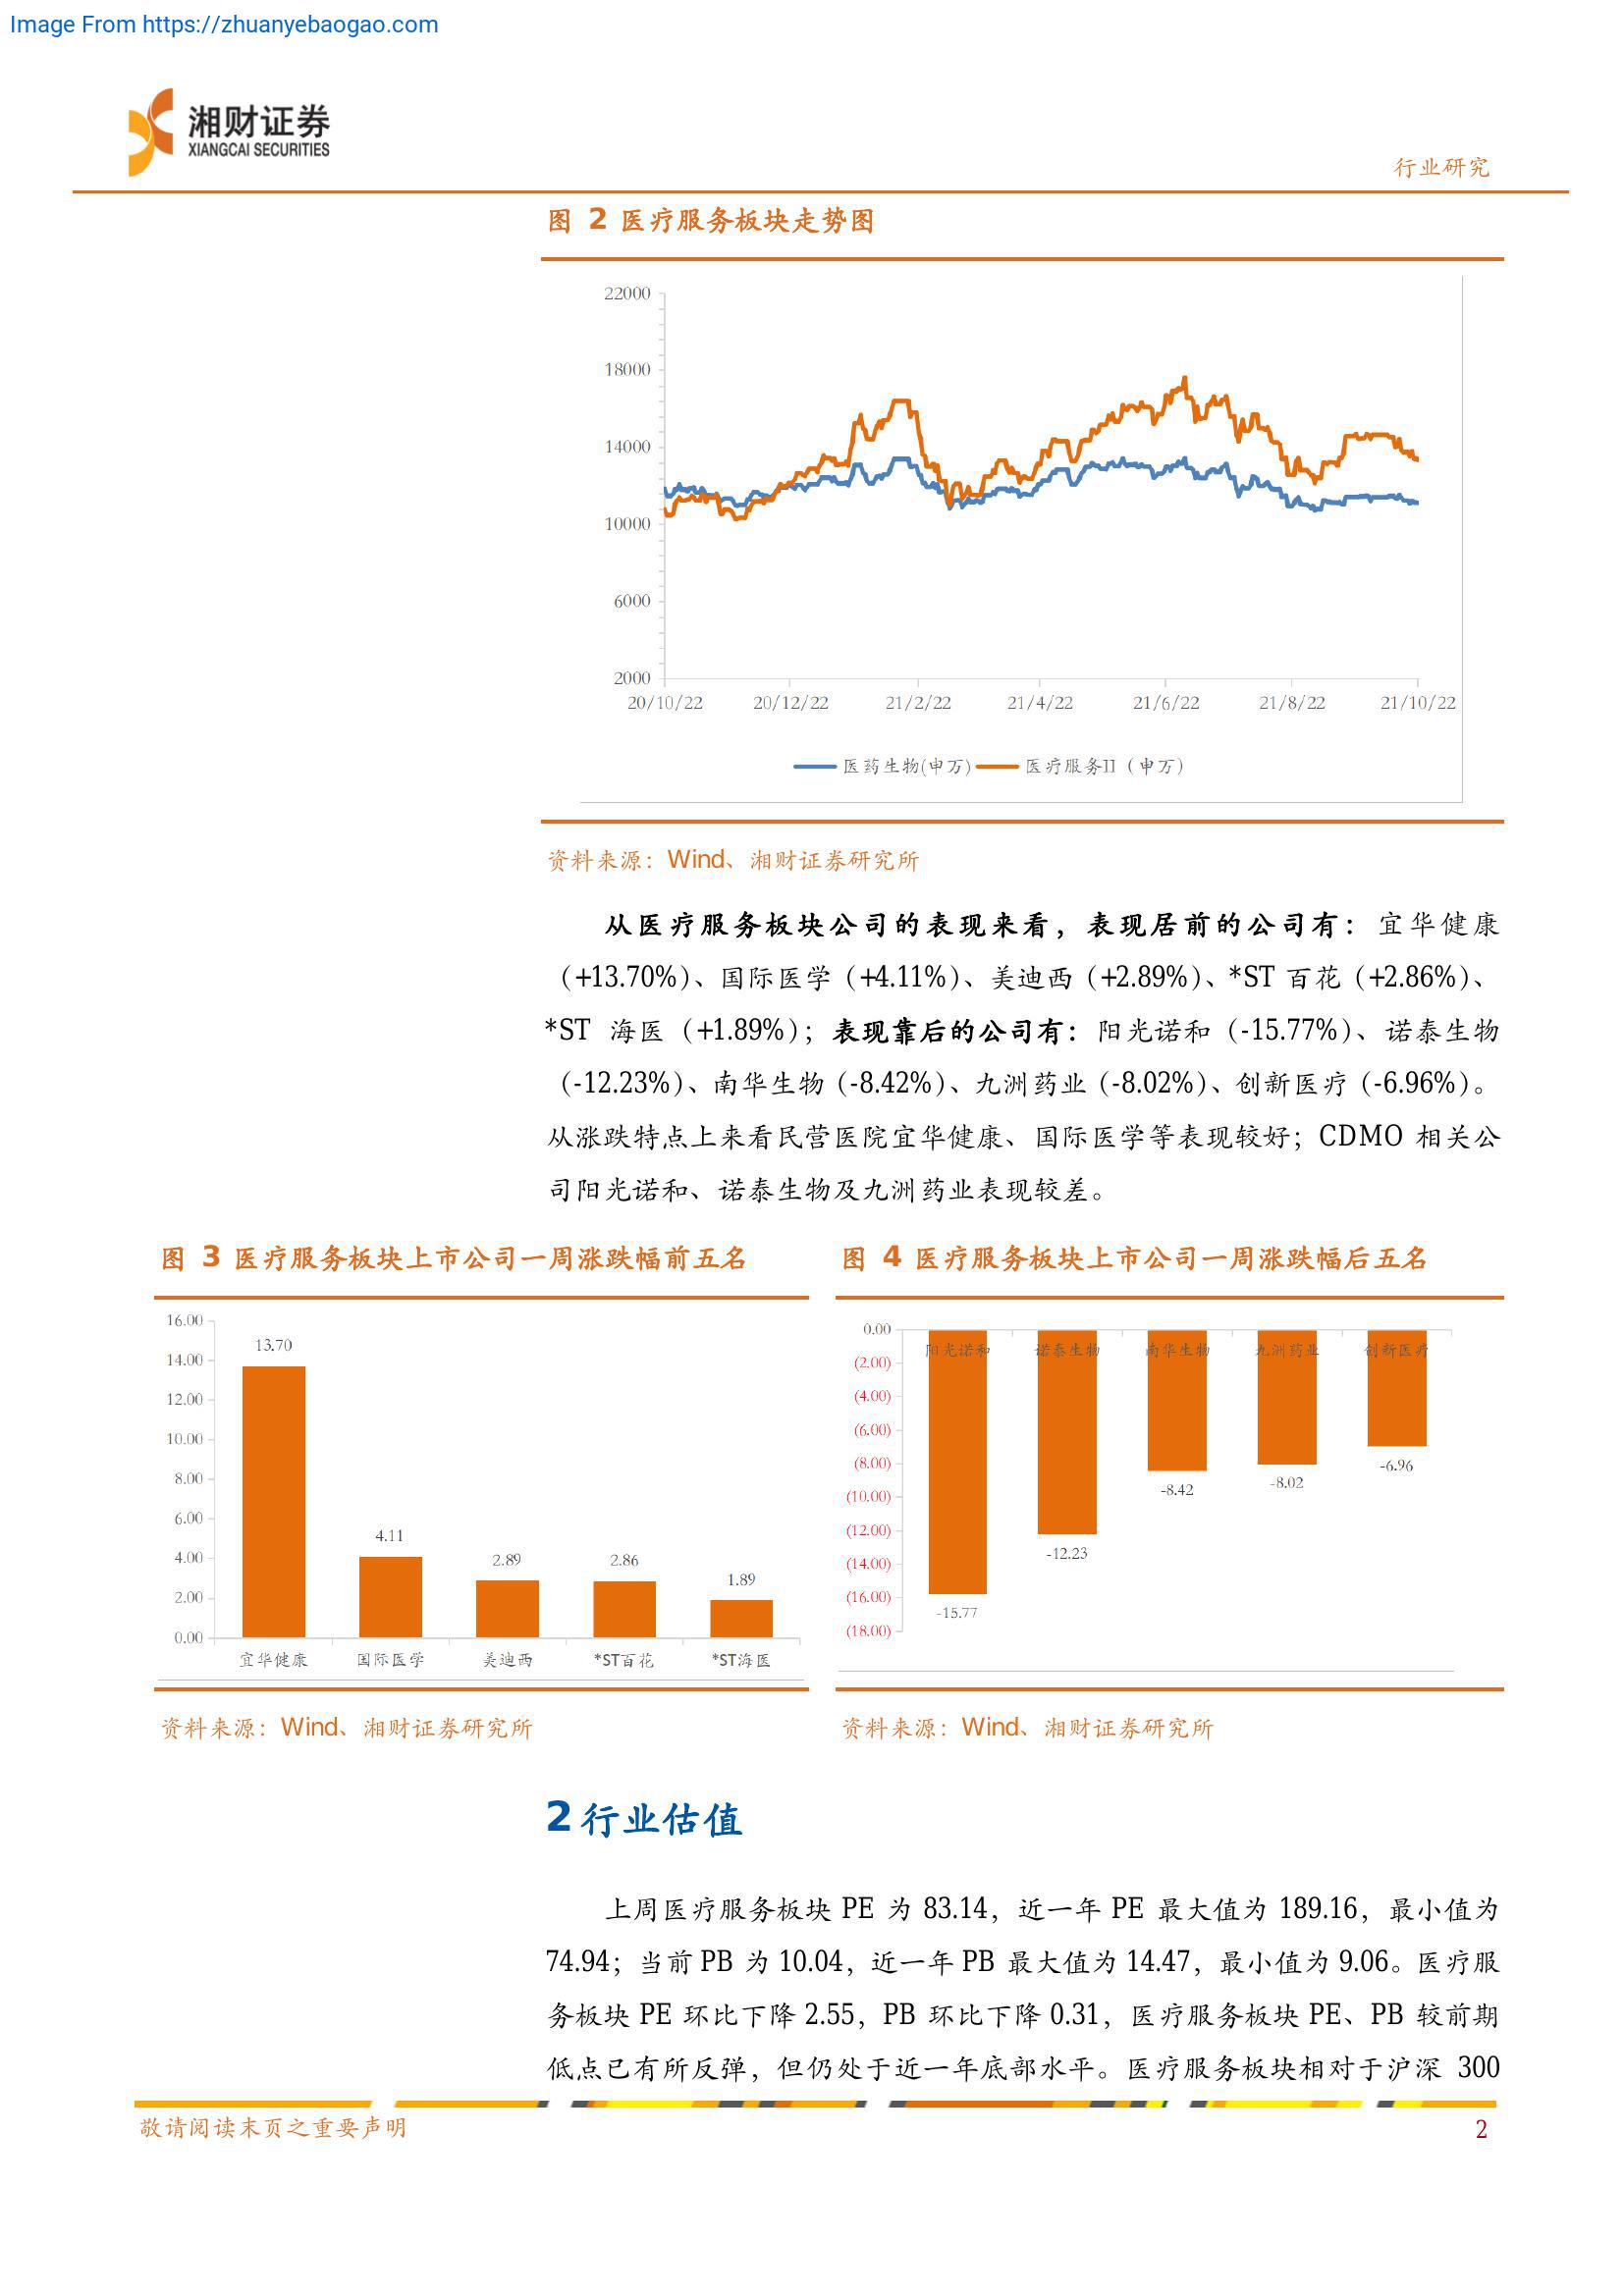 Image From https://zhuanyebaogao.com
湘财证券
XIANGCAI SECURITIES
行业研究
图 2 医疗服务板块走势图
22000
18000
14000
10000
6000
2000
20/10/22 20/12/22 21/2/22 21/4/22 21/6/22 21/8/22 21/10/22
医药生物(申万) 医疗服务II（申万）
资料来源：Wind、湘财证券研究所
从医疗服务板块公司的表现来看，表现居前的公司有：宜华健康
（+13.70%）、国际医学（+4.11%）、美迪西（+2.89%）、*ST 百花（+2.86%）、
*ST 海医（+1.89%）；表现靠后的公司有：阳光诺和（-15.77%）、诺泰生物
（-12.23%）、南华生物（-8.42%）、九洲药业（-8.02%）、创新医疗（-6.96%）。
从涨跌特点上来看民营医院宜华健康、国际医学等表现较好；CDMO 相关公
司阳光诺和、诺泰生物及九洲药业表现较差。
图 3 医疗服务板块上市公司一周涨跌幅前五名
16.00
14.00
12.00
10.00
8.00
6.00
4.00
2.00
0.00
13.70
4.11
2.89
2.86
1.89
宜华健康 国际医学 美迪西 *ST百花 *ST海医
资料来源：Wind、湘财证券研究所
图 4 医疗服务板块上市公司一周涨跌幅后五名
0.00
(2.00)
(4.00)
(6.00)
(8.00)
(10.00)
(12.00)
(14.00)
(16.00)
(18.00)
阳光诺和 诺泰生物 南华生物 九洲药业 创新医疗
-15.77
-12.23
-8.42
-8.02
-6.96
资料来源：Wind、湘财证券研究所
2 行业估值
上周医疗服务板块 PE 为 83.14，近一年 PE 最大值为 189.16，最小值为
74.94；当前 PB 为 10.04，近一年 PB 最大值为 14.47，最小值为 9.06。医疗服
务板块 PE 环比下降 2.55，PB 环比下降 0.31，医疗服务板块 PE、PB 较前期
低点已有所反弹，但仍处于近一年底部水平。医疗服务板块相对于沪深 300
敬请阅读末页之重要声明
2